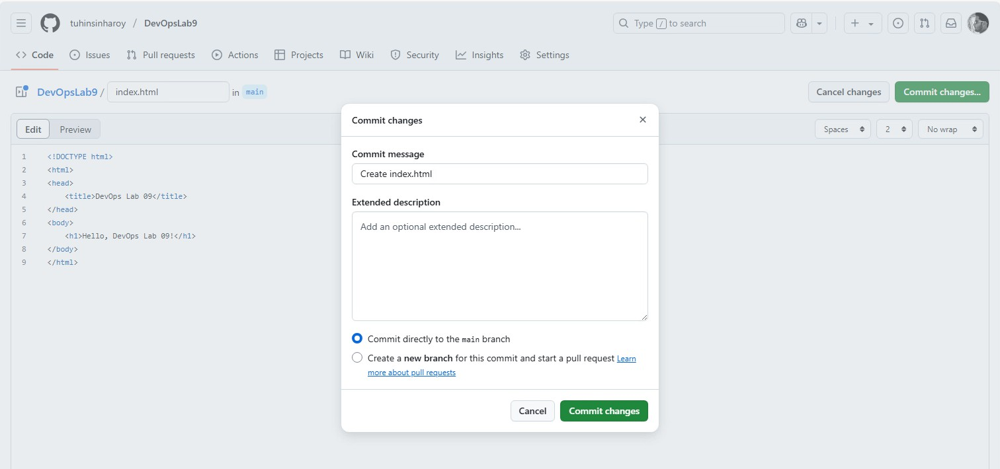 tuhinsinharoy / DevOpsLab9
Type / to search
Code Issues Pull requests Actions Projects Wiki Security Insights Settings
DevOpsLab9 / index.html in main
Cancel changes Commit changes...
Edit Preview
Spaces 2 No wrap
1 <!DOCTYPE html>
2 <html>
3 <head>
4     <title>DevOps Lab 09</title>
5 </head>
6 <body>
7     <h1>Hello, DevOps Lab 09!</h1>
8 </body>
9 </html>
Commit changes
Commit message
Create index.html
Extended description
Add an optional extended description...
Commit directly to the main branch
Create a new branch for this commit and start a pull request Learn
more about pull requests
Cancel Commit changes